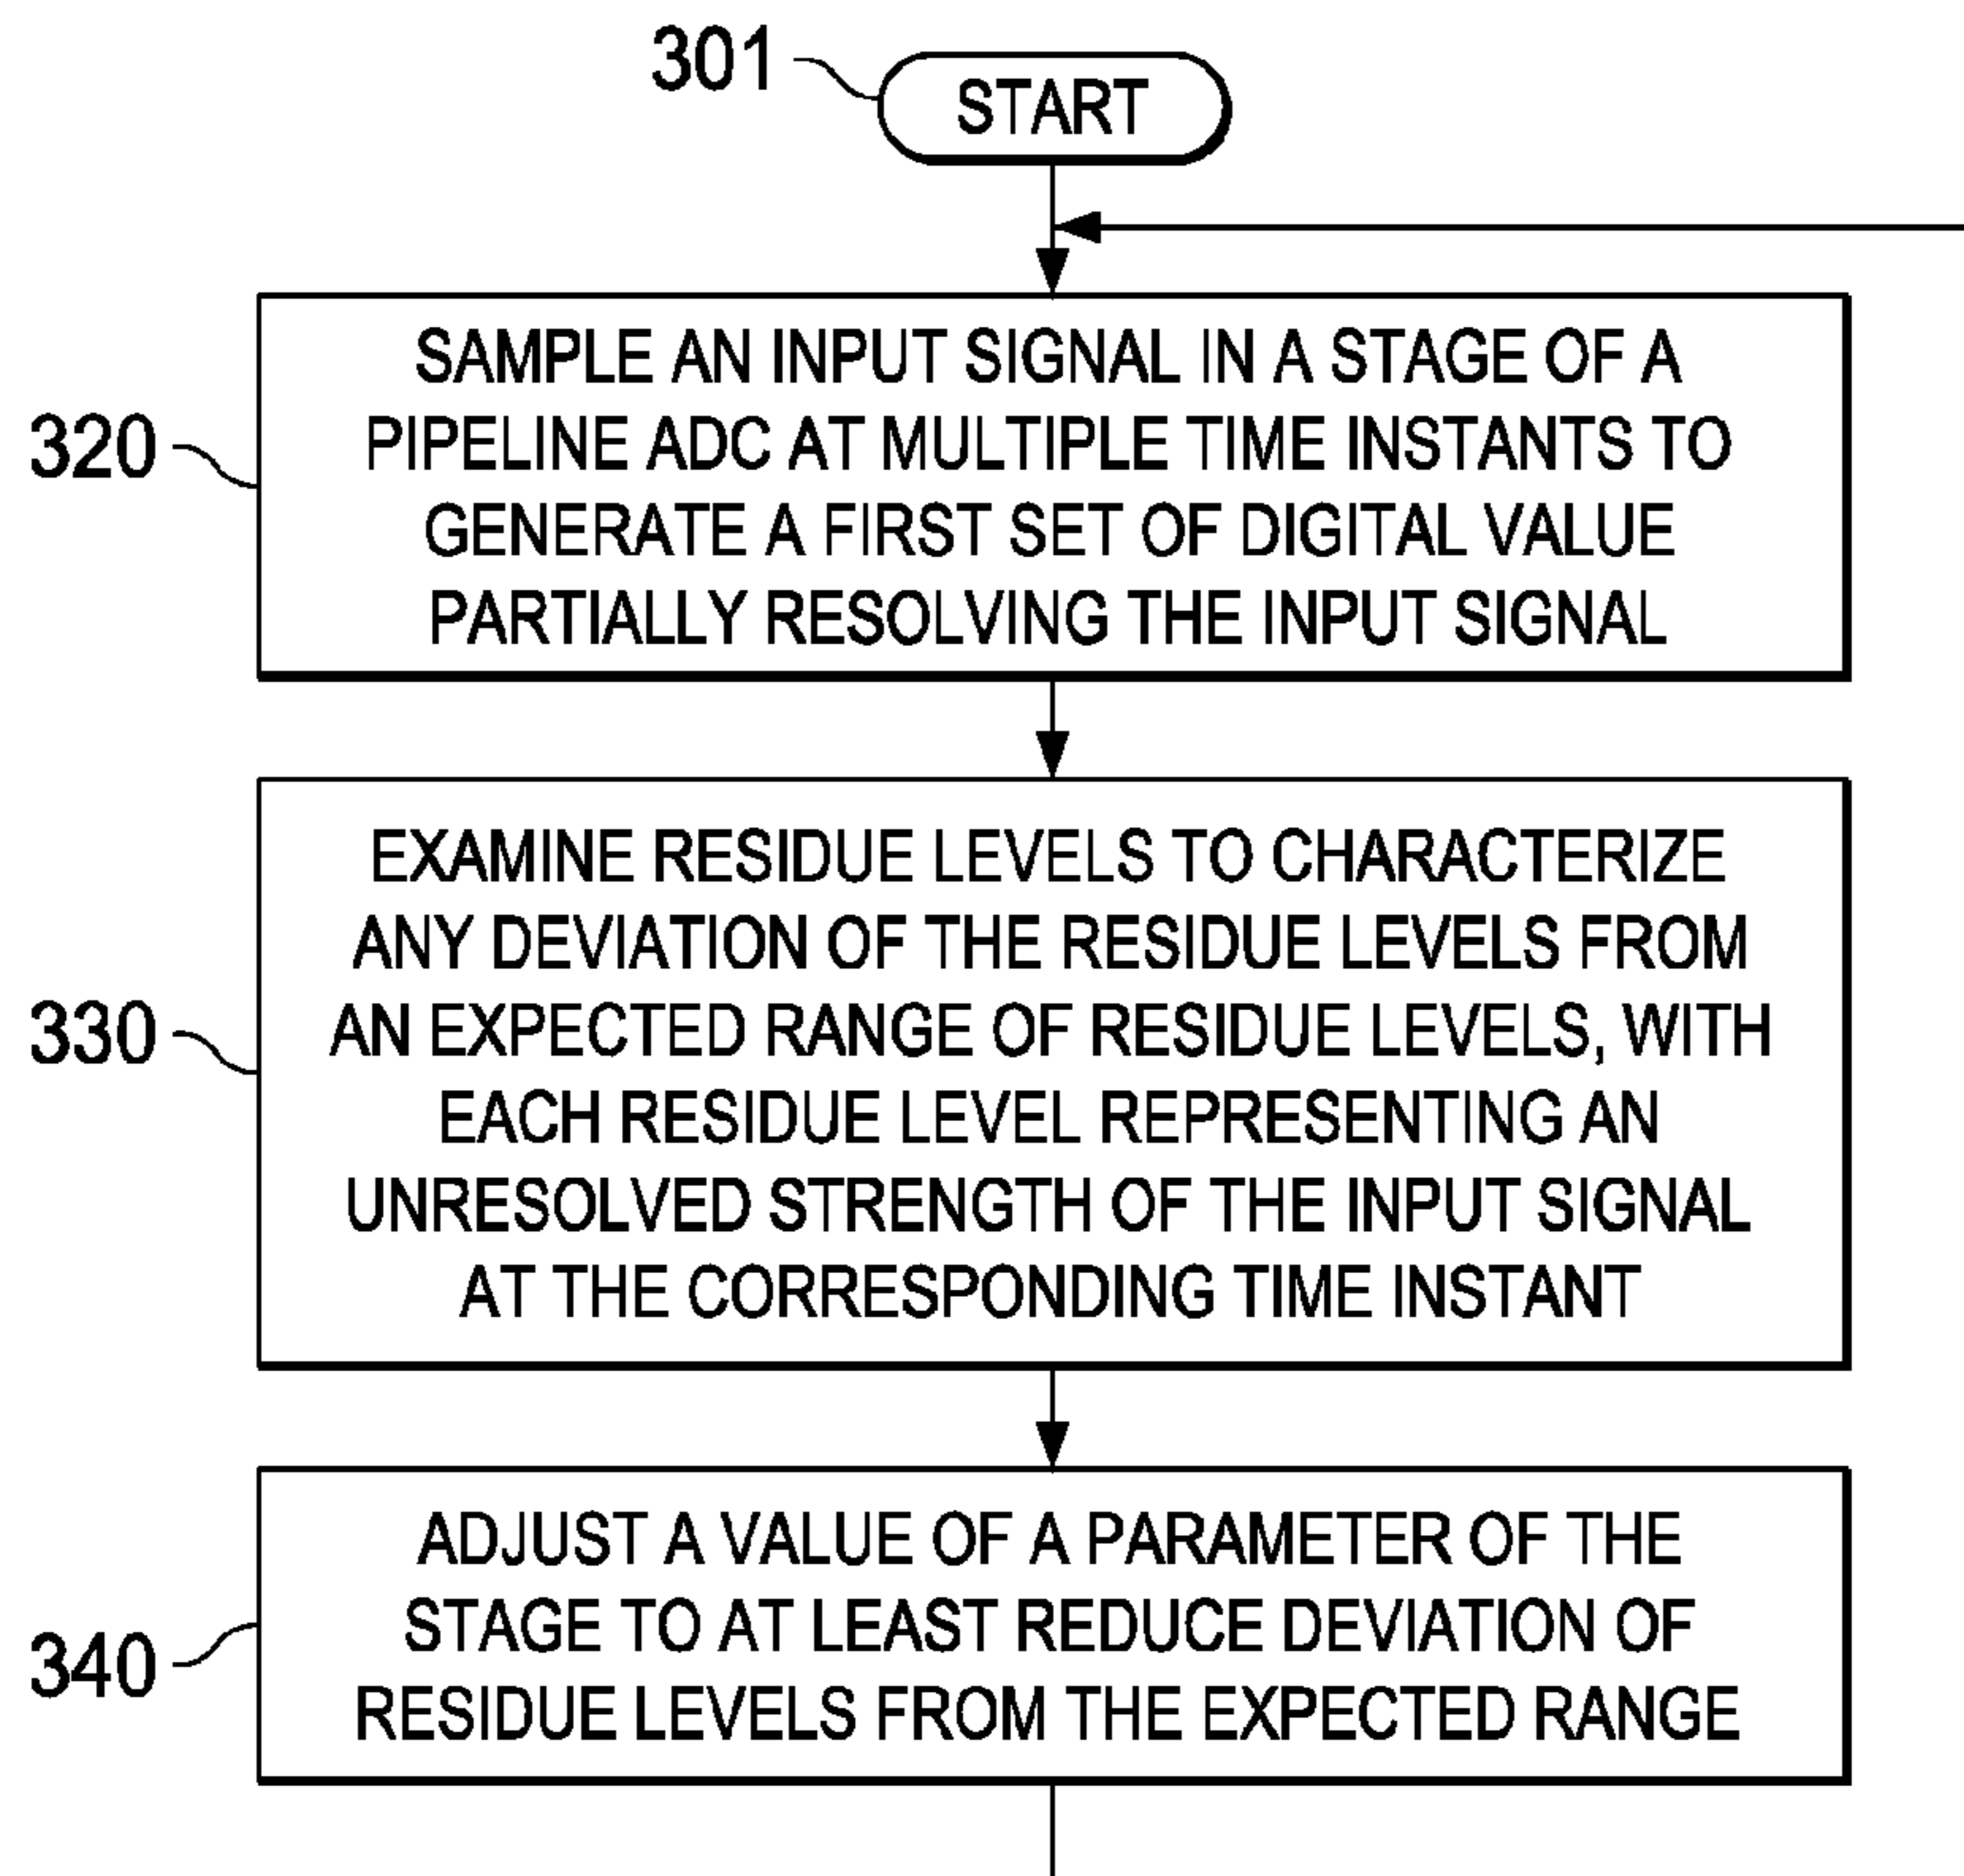 301
START
320
SAMPLE AN INPUT SIGNAL IN A STAGE OF A
PIPELINE ADC AT MULTIPLE TIME INSTANTS TO
GENERATE A FIRST SET OF DIGITAL VALUE
PARTIALLY RESOLVING THE INPUT SIGNAL
330
EXAMINE RESIDUE LEVELS TO CHARACTERIZE
ANY DEVIATION OF THE RESIDUE LEVELS FROM
AN EXPECTED RANGE OF RESIDUE LEVELS, WITH
EACH RESIDUE LEVEL REPRESENTING AN
UNRESOLVED STRENGTH OF THE INPUT SIGNAL
AT THE CORRESPONDING TIME INSTANT
340
ADJUST A VALUE OF A PARAMETER OF THE
STAGE TO AT LEAST REDUCE DEVIATION OF
RESIDUE LEVELS FROM THE EXPECTED RANGE